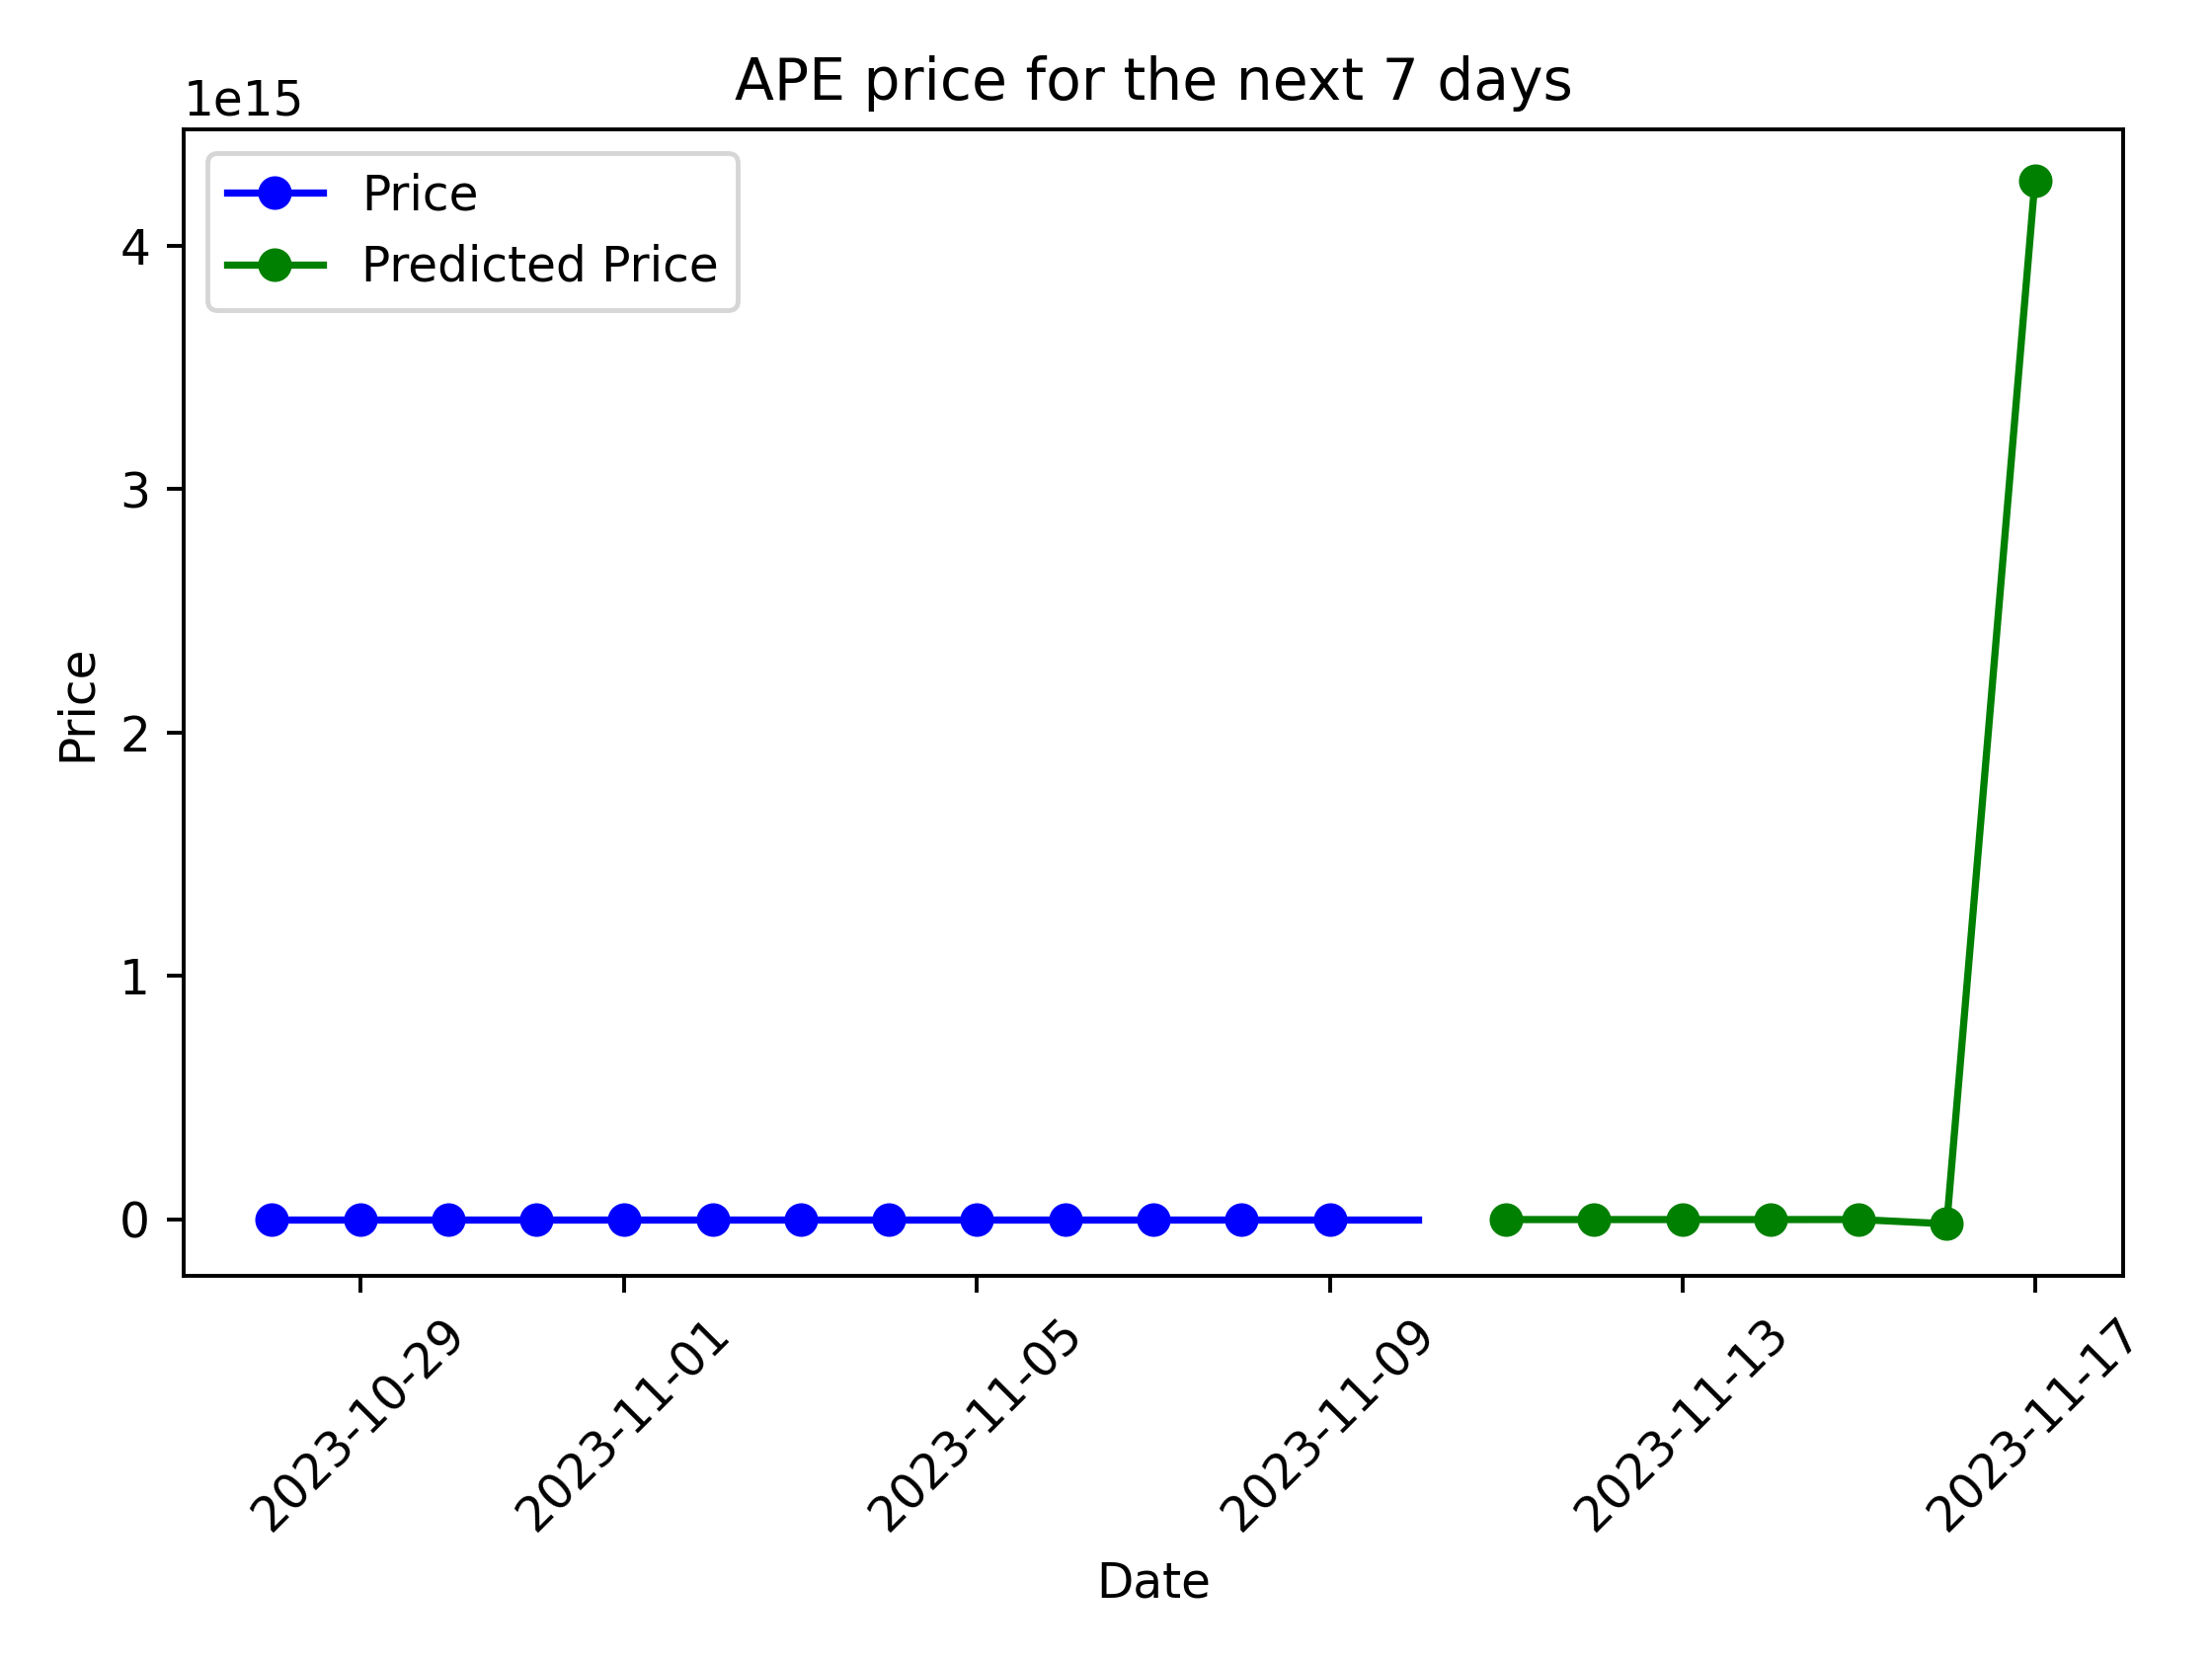 APE price for the next 7 days
1e15
Price
Predicted Price
4
3
2
1
0
Price
2023-10-29
2023-11-01
2023-11-05
2023-11-09
2023-11-13
2023-11-17
Date